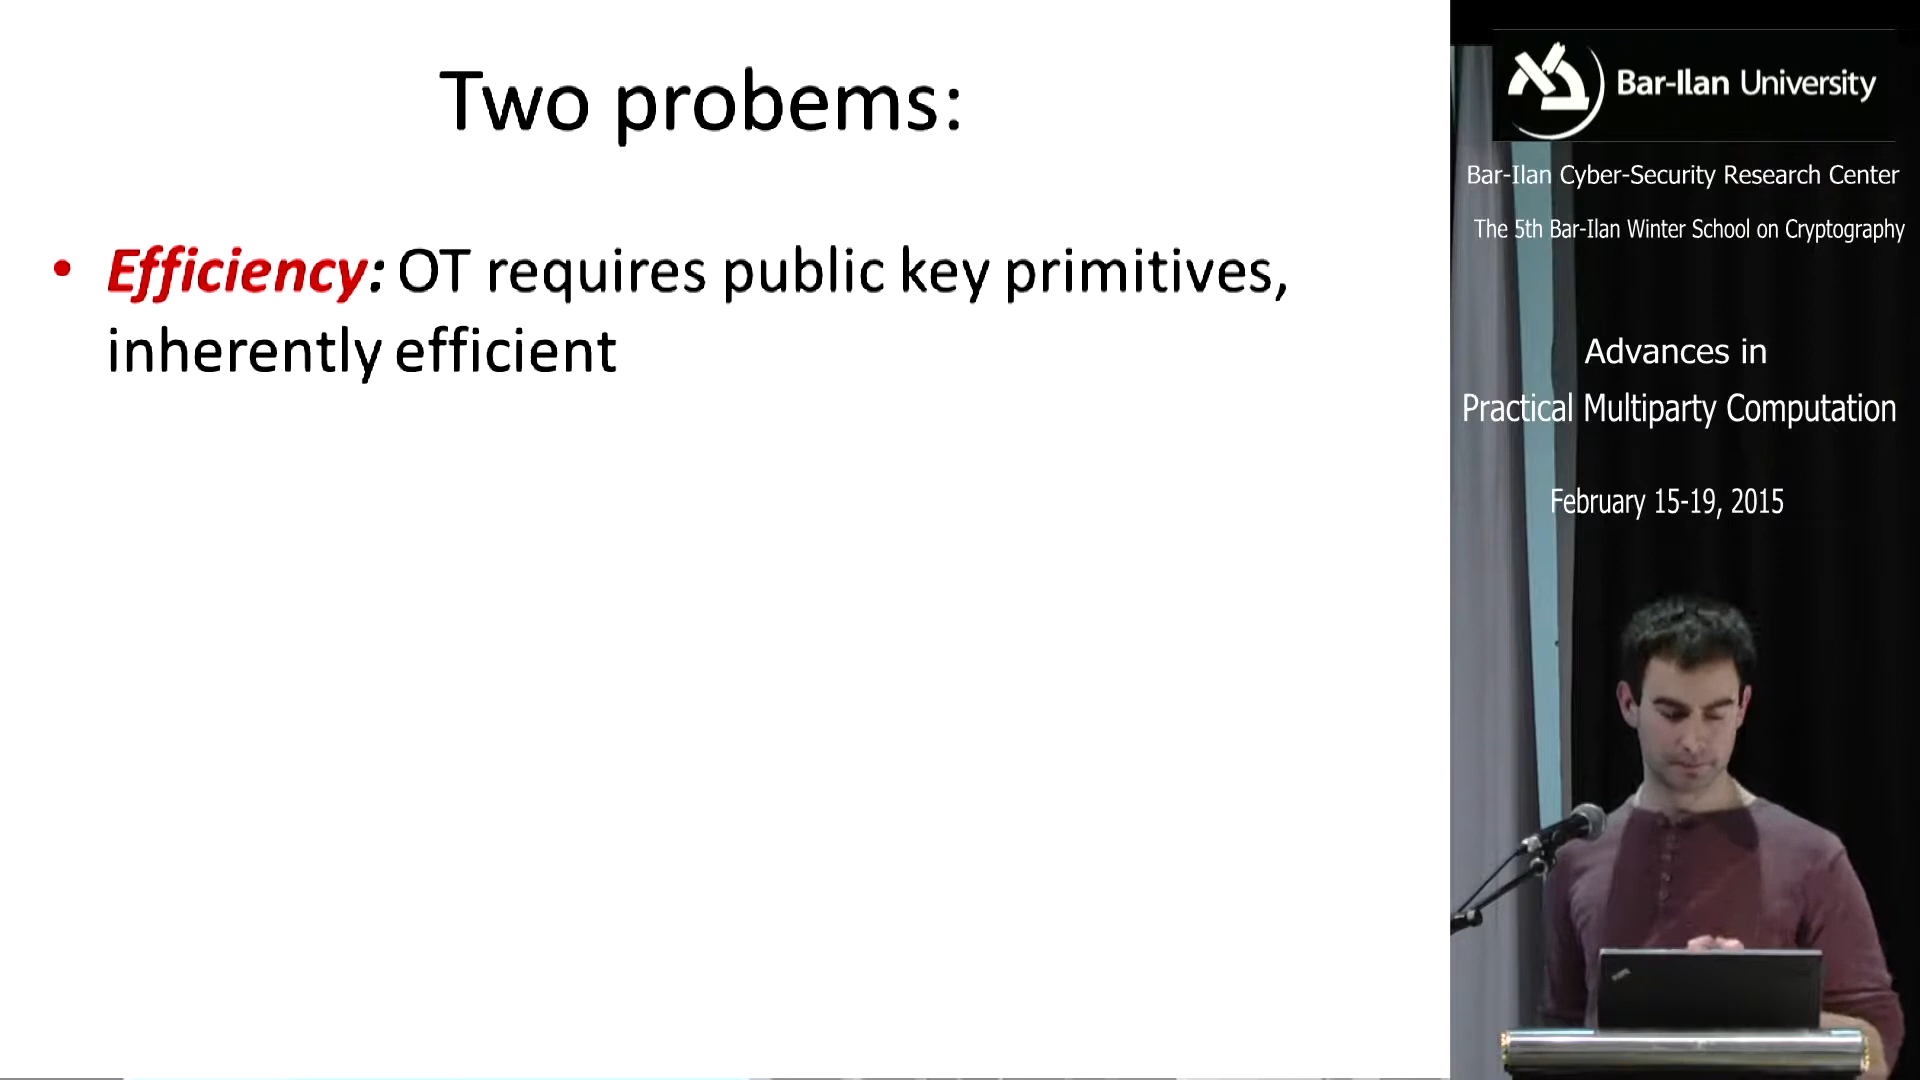 Two probems:
• Efficiency: OT requires public key primitives,
inherently efficient
Bar-Ilan University
Bar-Ilan Cyber-Security Research Center
The 5th Bar-Ilan Winter School on Cryptography
Advances in
Practical Multiparty Computation
February 15-19, 2015